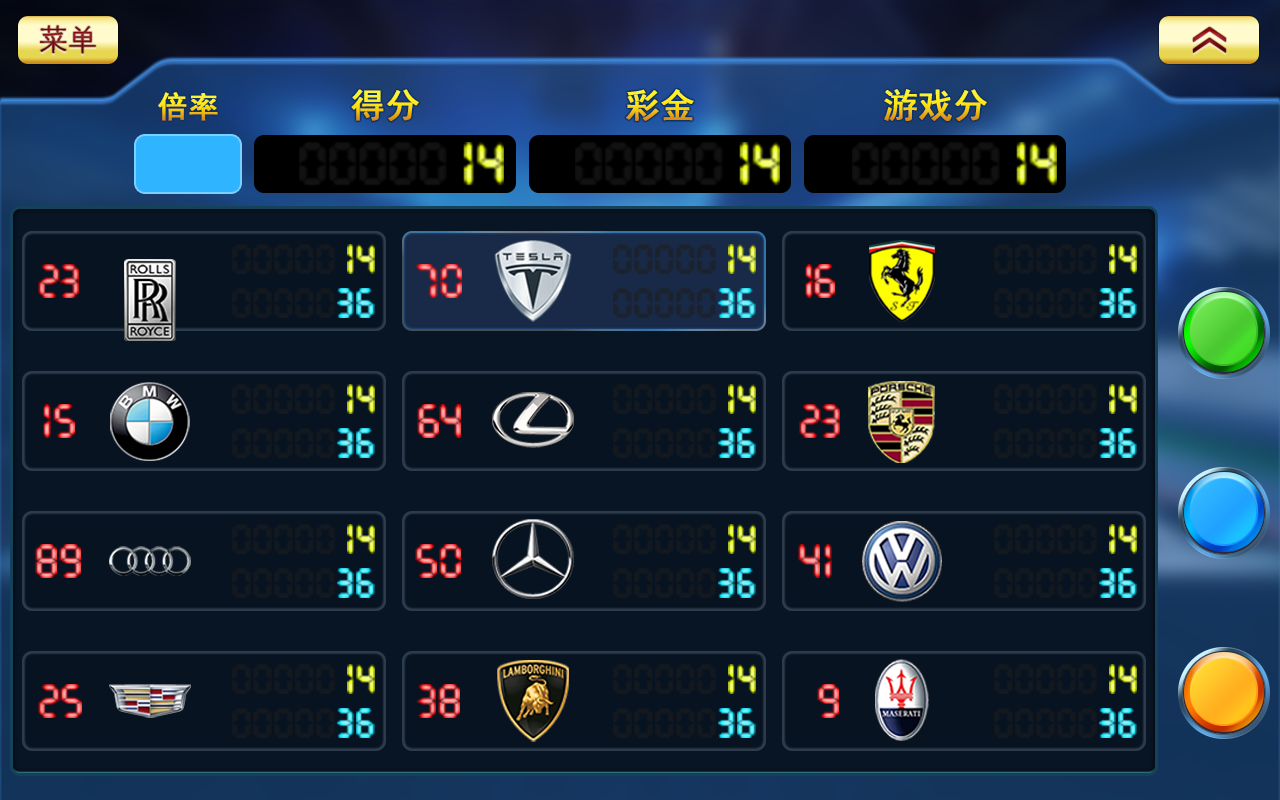 菜单
倍率 得分 彩金 游戏分
14 14 14
23 ROLLS R R ROYCE 14 36
70 TESLA 14 36
16 S F 14 36
15 BMW 14 36
64 14 36
23 PORSCHE 14 36
89 14 36
50 14 36
41 14 36
25 14 36
38 LAMBORGHINI 14 36
9 MASERATI 14 36